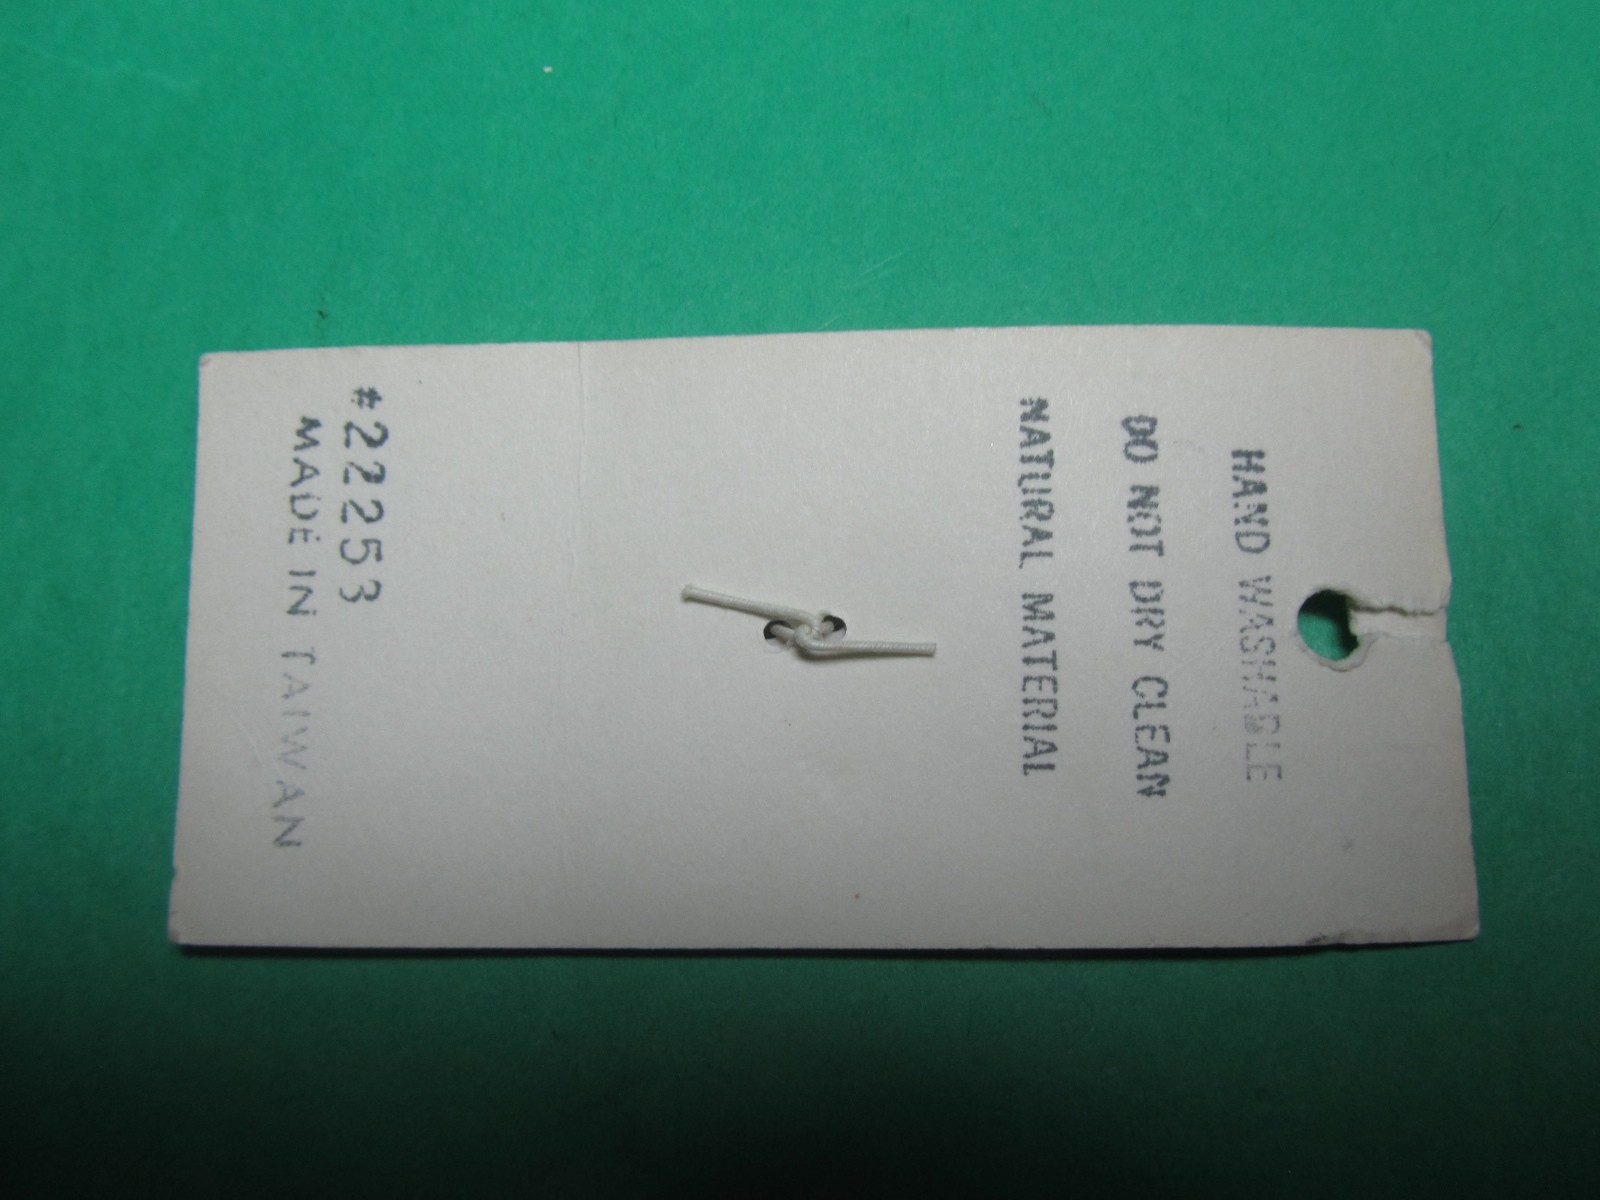 HAND WASHABLE
DO NOT DRY CLEAN
NATURAL MATERIAL
#22253
MADE IN TAIWAN